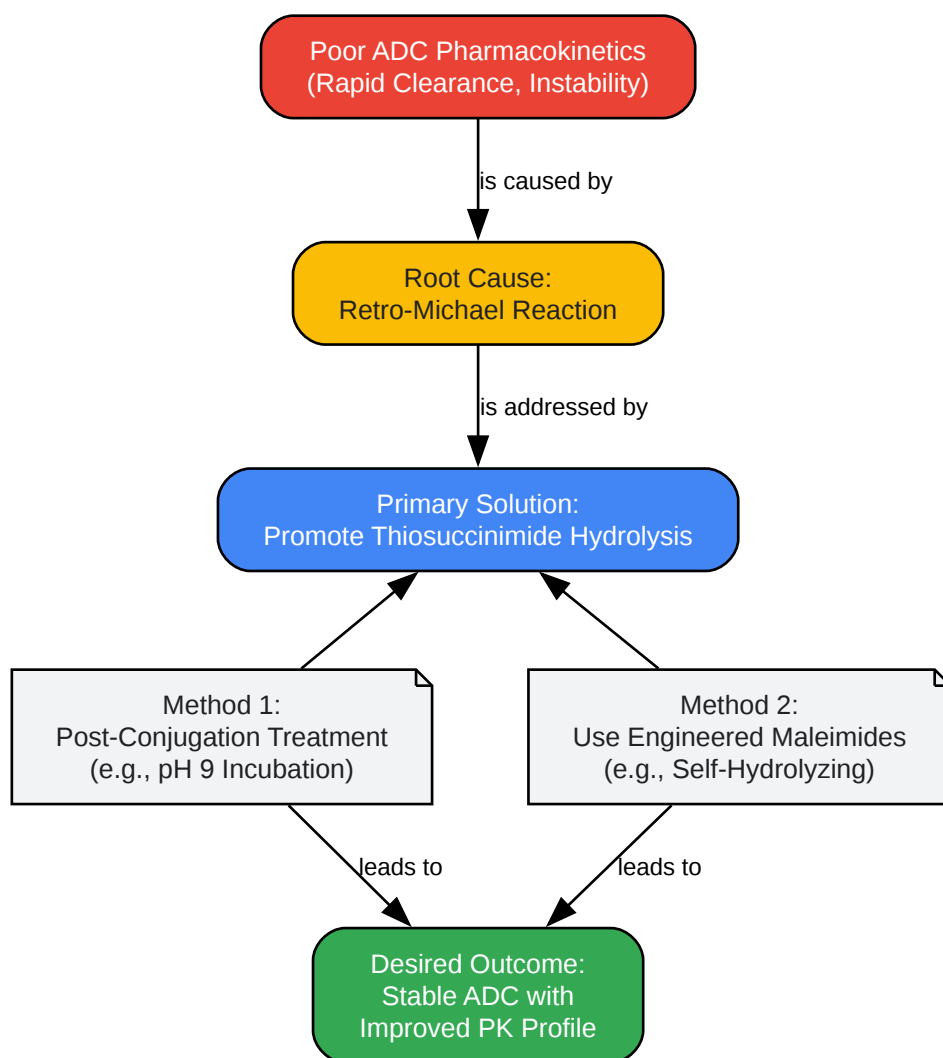 Poor ADC Pharmacokinetics
(Rapid Clearance, Instability)
is caused by
Root Cause:
Retro-Michael Reaction
is addressed by
Primary Solution:
Promote Thiosuccinimide Hydrolysis
Method 1:
Post-Conjugation Treatment
(e.g., pH 9 Incubation)
Method 2:
Use Engineered Maleimides
(e.g., Self-Hydrolyzing)
leads to
leads to
Desired Outcome:
Stable ADC with
Improved PK Profile